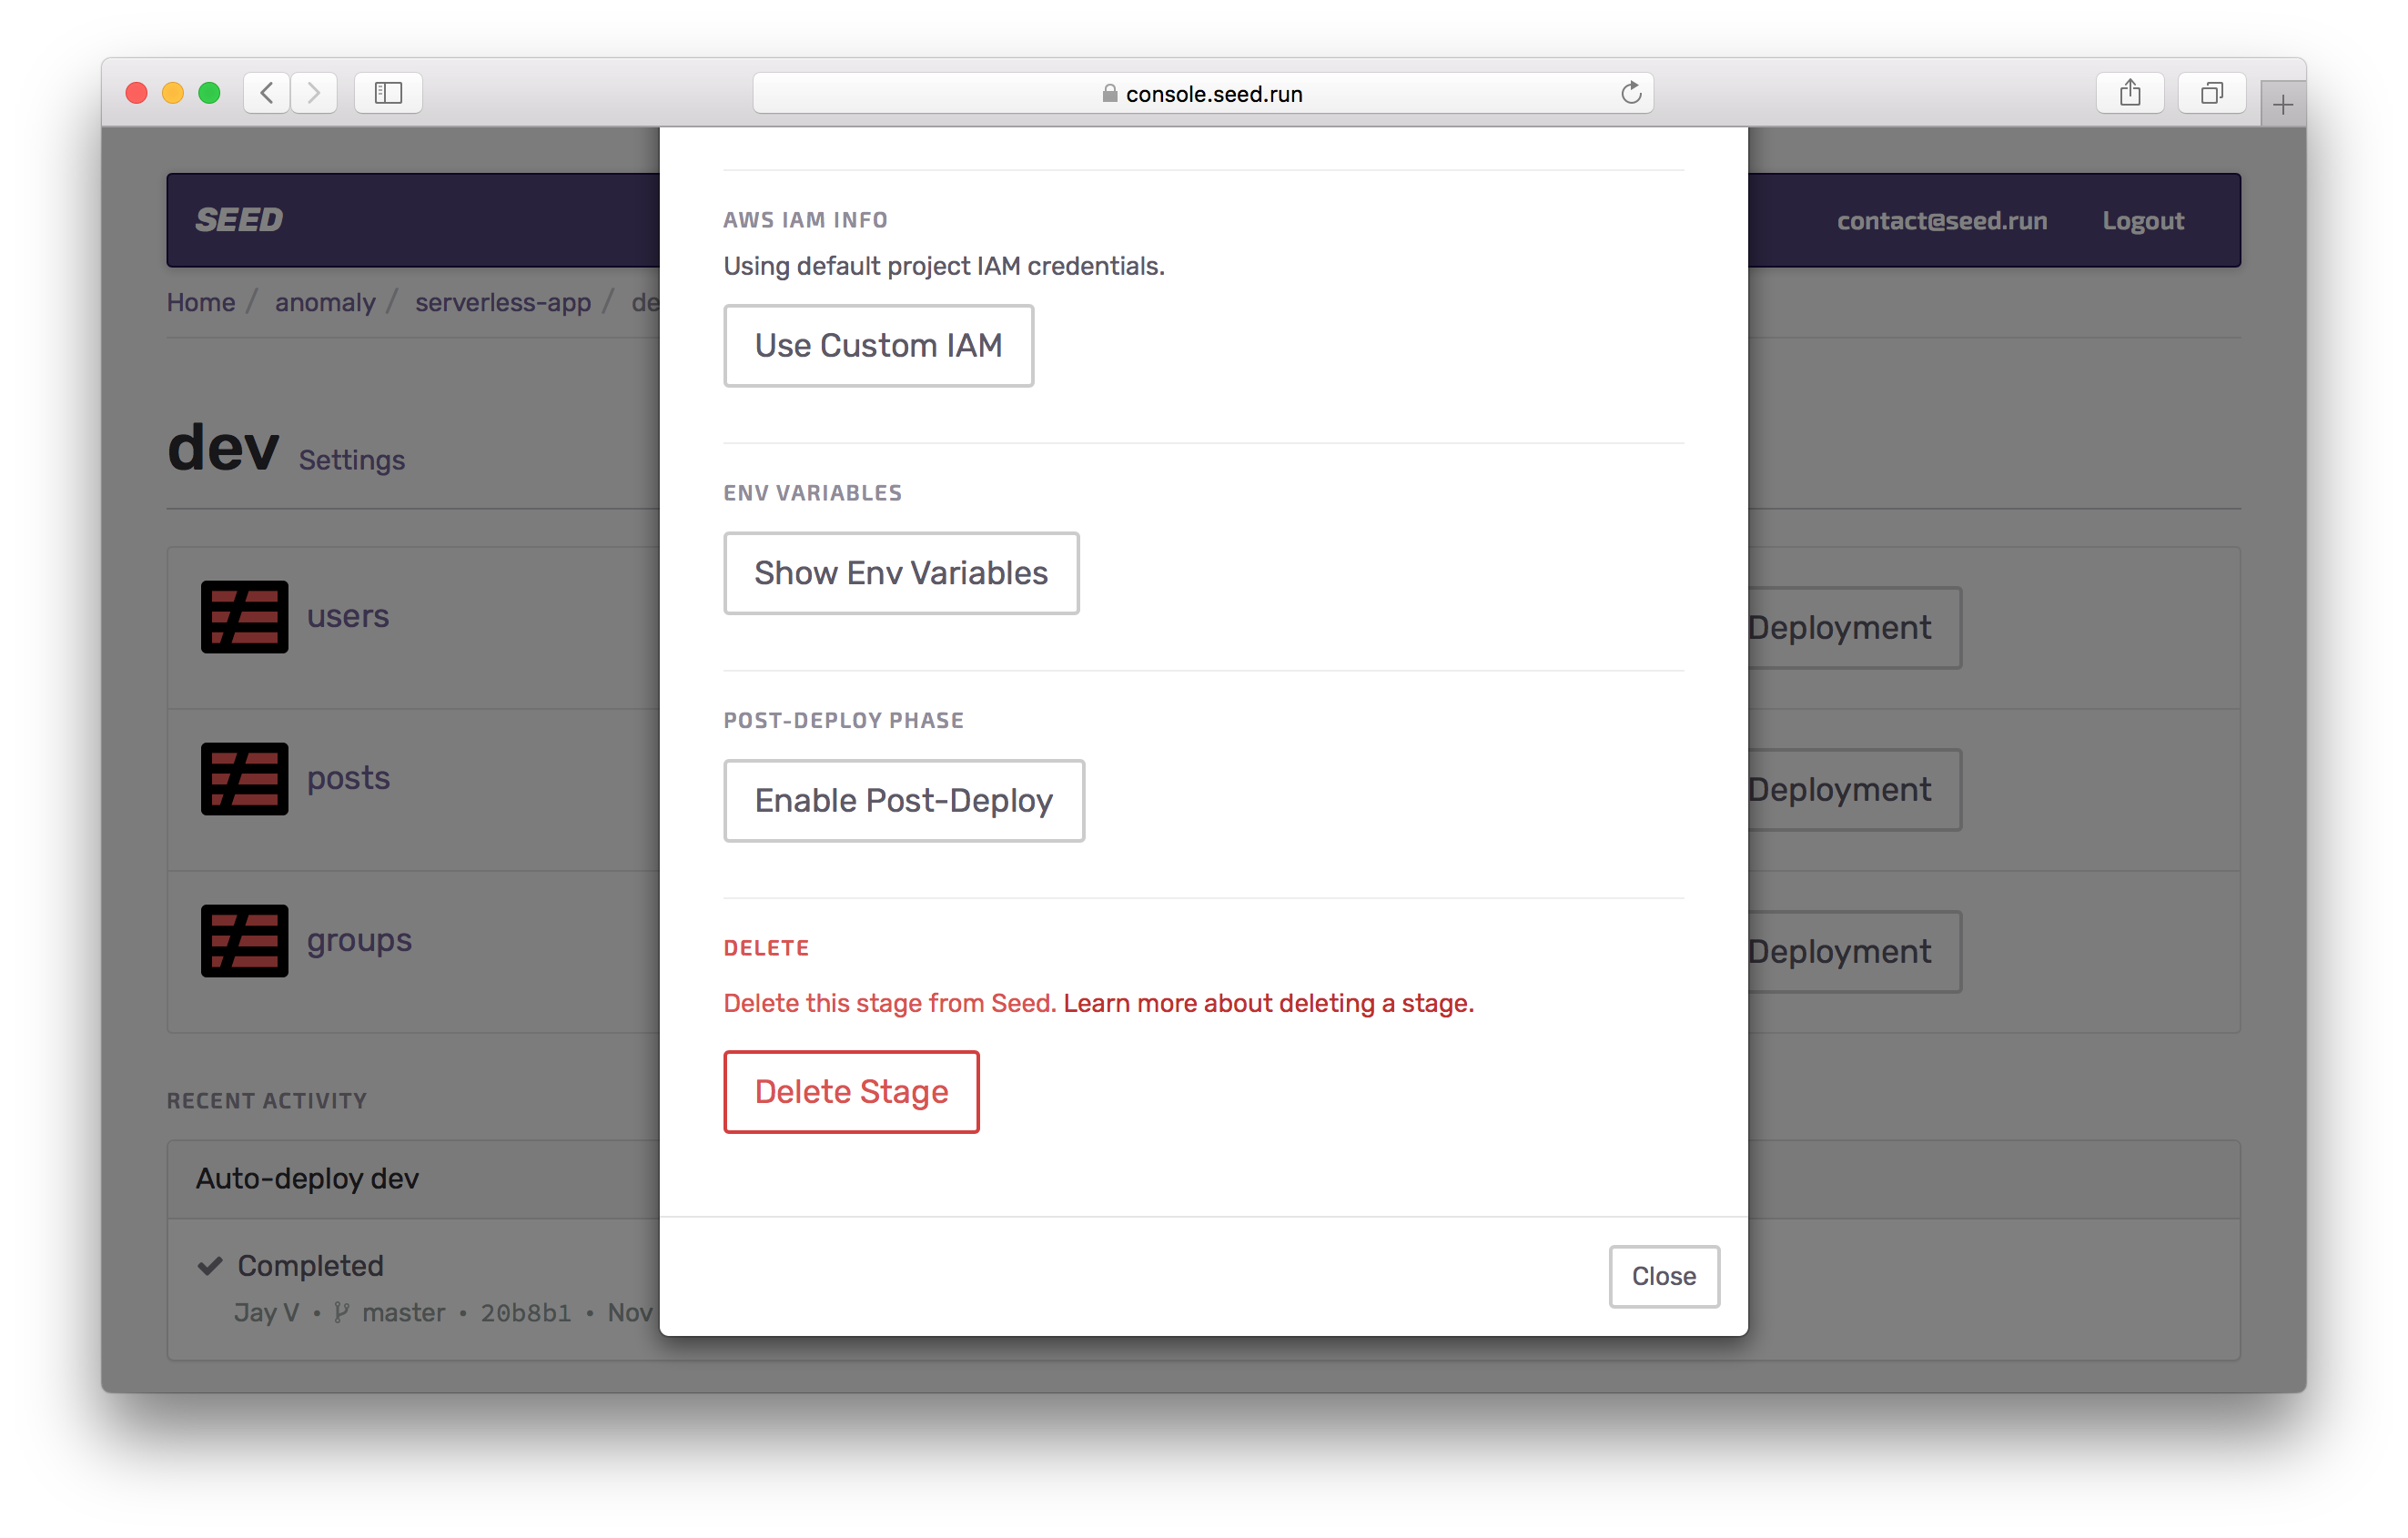 console.seed.run
SEED
contact@seed.run
Logout
Home / anomaly / serverless-app / de
dev Settings
users
Deployment
posts
Deployment
groups
Deployment
RECENT ACTIVITY
Auto-deploy dev
Completed
Jay V • master • 20b8b1 • Nov
AWS IAM INFO
Using default project IAM credentials.
Use Custom IAM
ENV VARIABLES
Show Env Variables
POST-DEPLOY PHASE
Enable Post-Deploy
DELETE
Delete this stage from Seed. Learn more about deleting a stage.
Delete Stage
Close